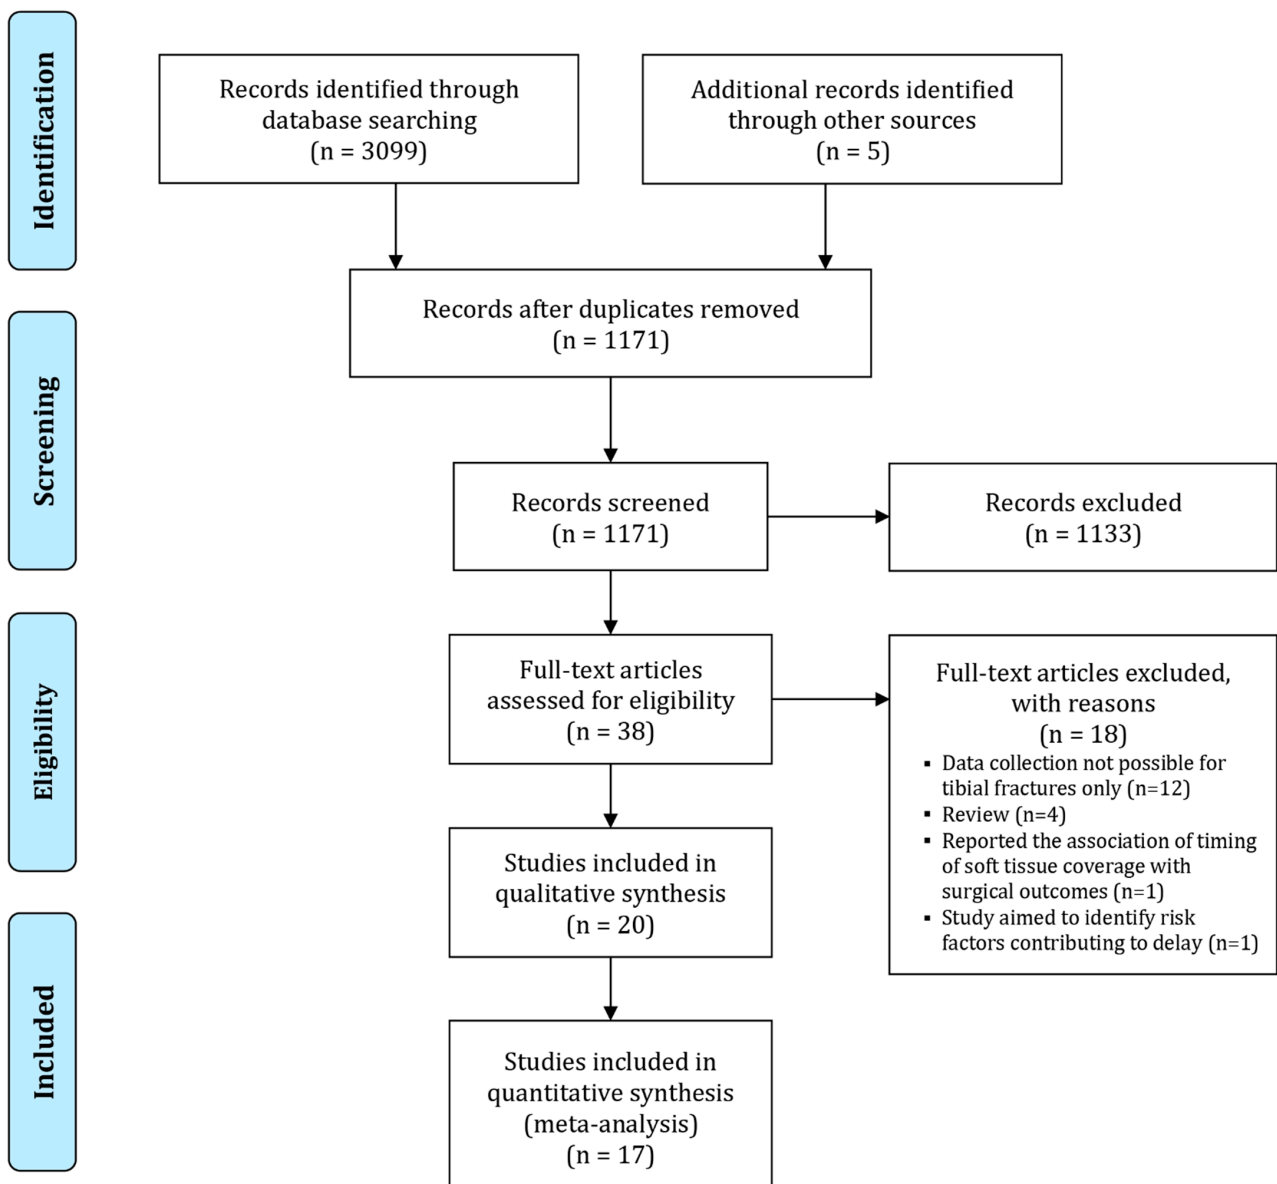 Identification
Records identified through
database searching
(n = 3099)
Additional records identified
through other sources
(n = 5)
Records after duplicates removed
(n = 1171)
Screening
Records screened
(n = 1171)
Records excluded
(n = 1133)
Eligibility
Full-text articles
assessed for eligibility
(n = 38)
Full-text articles excluded,
with reasons
(n = 18)
▪ Data collection not possible for
tibial fractures only (n=12)
▪ Review (n=4)
▪ Reported the association of timing
of soft tissue coverage with
surgical outcomes (n=1)
▪ Study aimed to identify risk
factors contributing to delay (n=1)
Studies included in
qualitative synthesis
(n = 20)
Included
Studies included in
quantitative synthesis
(meta-analysis)
(n = 17)